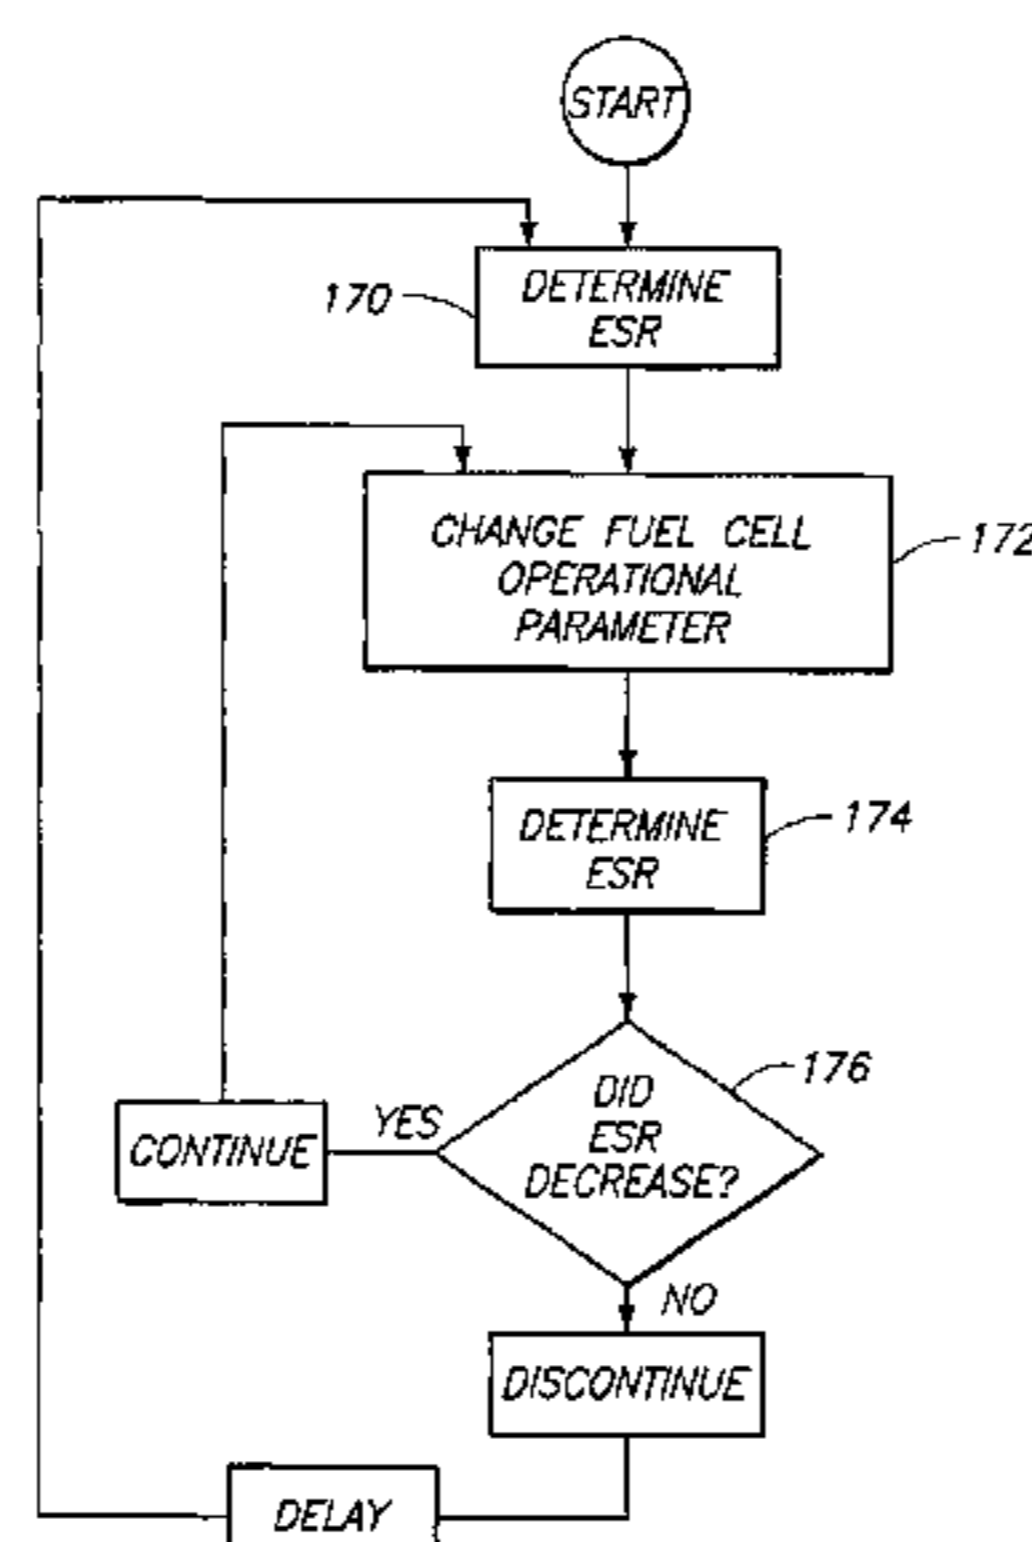 START
170
DETERMINE
ESR
CHANGE FUEL CELL
OPERATIONAL
PARAMETER
172
DETERMINE
ESR
174
176
DID
ESR
DECREASE?
YES
CONTINUE
NO
DISCONTINUE
DELAY